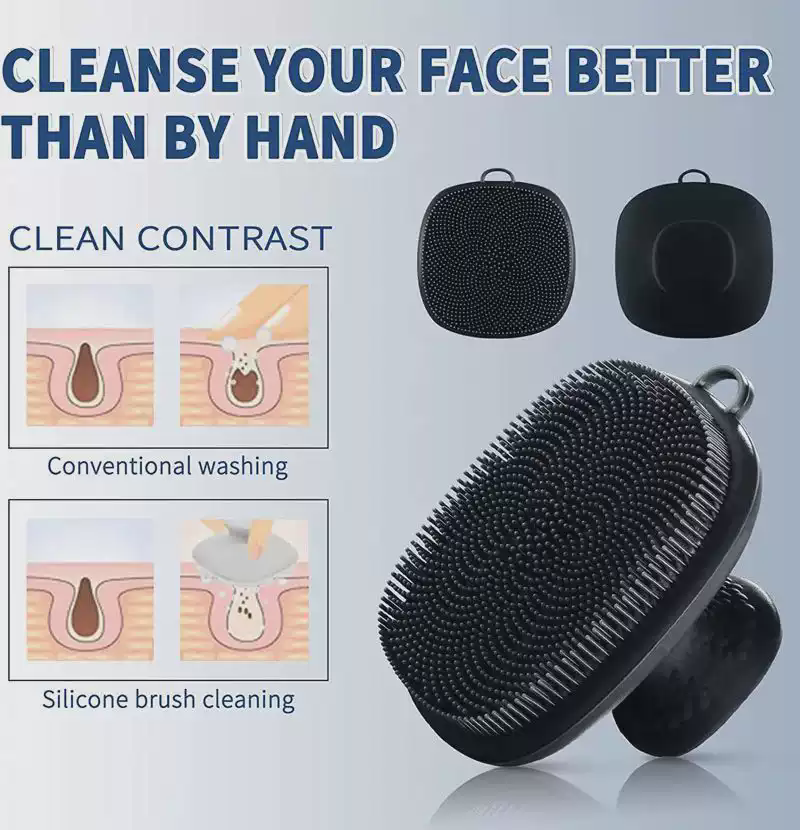 CLEANSE YOUR FACE BETTER
THAN BY HAND
CLEAN CONTRAST
Conventional washing
Silicone brush cleaning